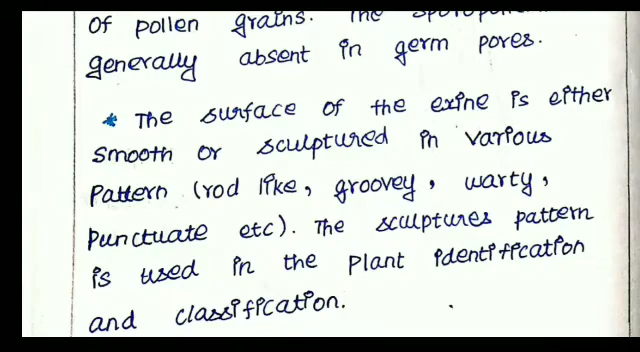 of pollen grains. The
generally absent in germ pores.
* The surface of the exine is either
smooth or sculptured in various
pattern (rod like, groovey, warty,
punctuate etc). The sculptures pattern
is used in the plant identification
and classification.